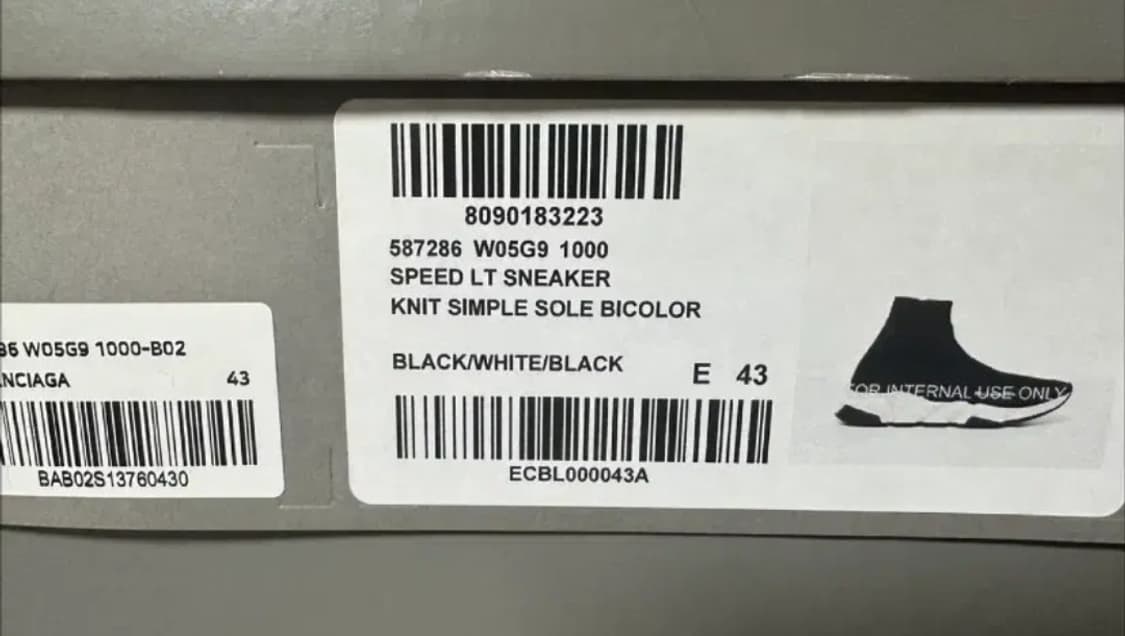 8090183223
587286 W05G9 1000
SPEED LT SNEAKER
KNIT SIMPLE SOLE BICOLOR
BLACK/WHITE/BLACK E 43
ECBL000043A
FOR INTERNAL USE ONLY
86 W05G9 1000-B02
NCIAGA 43
BAB02S13760430